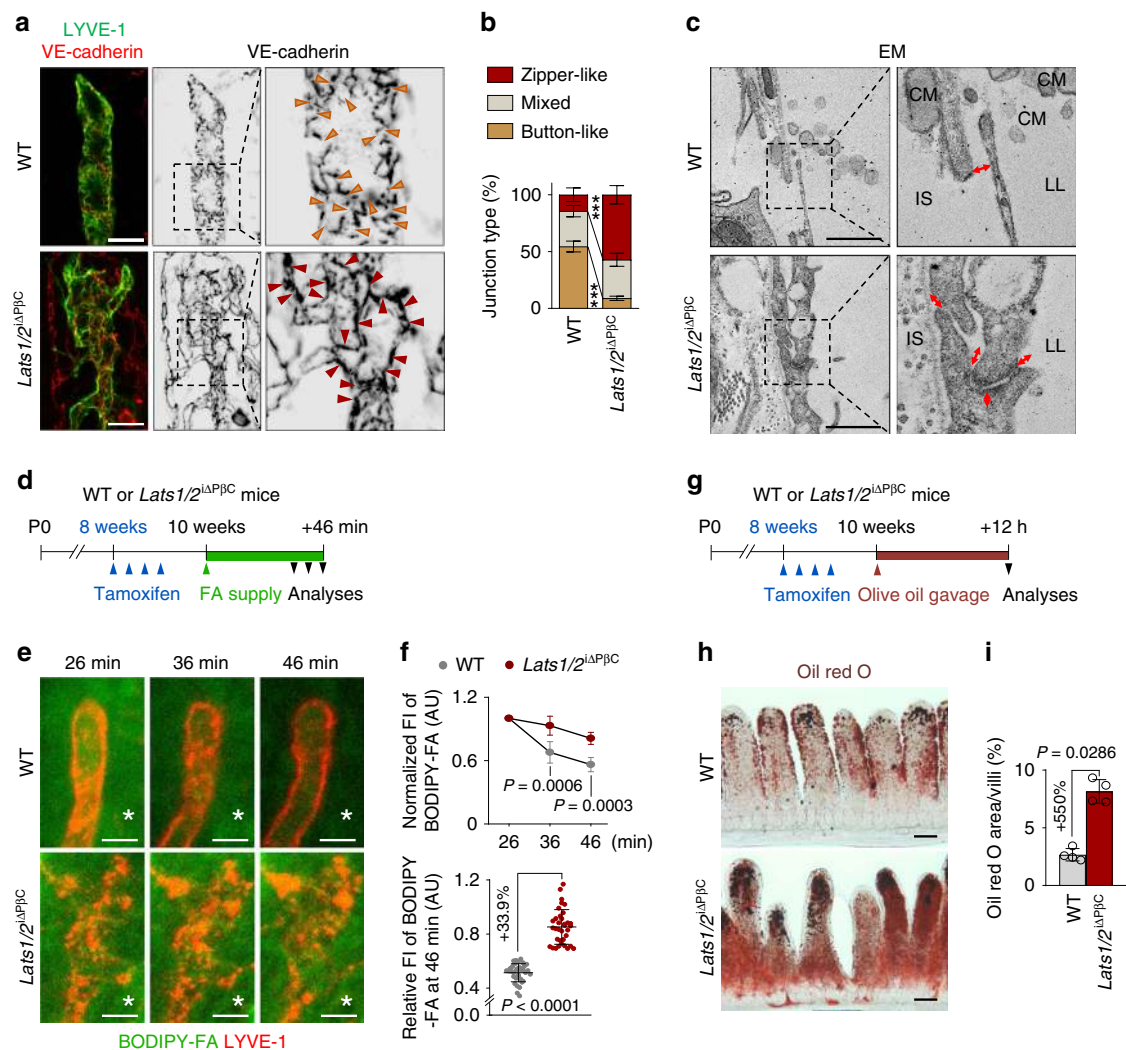 a
LYVE-1
VE-cadherin
VE-cadherin
WT
Lats1/2iΔPβC
b
Zipper-like
Mixed
Button-like
Junction type (%)
100
50
0
***
***
WT
Lats1/2iΔPβC
c
EM
WT
CM
CM
CM
IS
LL
Lats1/2iΔPβC
IS
LL
d
WT or Lats1/2iΔPβC mice
P0
8 weeks
10 weeks
+46 min
Tamoxifen
FA supply
Analyses
g
WT or Lats1/2iΔPβC mice
P0
8 weeks
10 weeks
+12 h
Tamoxifen
Olive oil gavage
Analyses
e
26 min
36 min
46 min
WT
*
*
*
Lats1/2iΔPβC
*
*
*
BODIPY-FA LYVE-1
f
WT
Lats1/2iΔPβC
Normalized FI of
BODIPY-FA (AU)
1.2
0.6
0
P = 0.0006
P = 0.0003
26
36
46
(min)
Relative FI of BODIPY
-FA at 46 min (AU)
1.2
0.8
0.4
0.0
+33.9%
P < 0.0001
h
Oil red O
WT
Lats1/2iΔPβC
i
Oil red O area/villi (%)
P = 0.0286
10
5
0
+550%
WT
Lats1/2iΔPβC